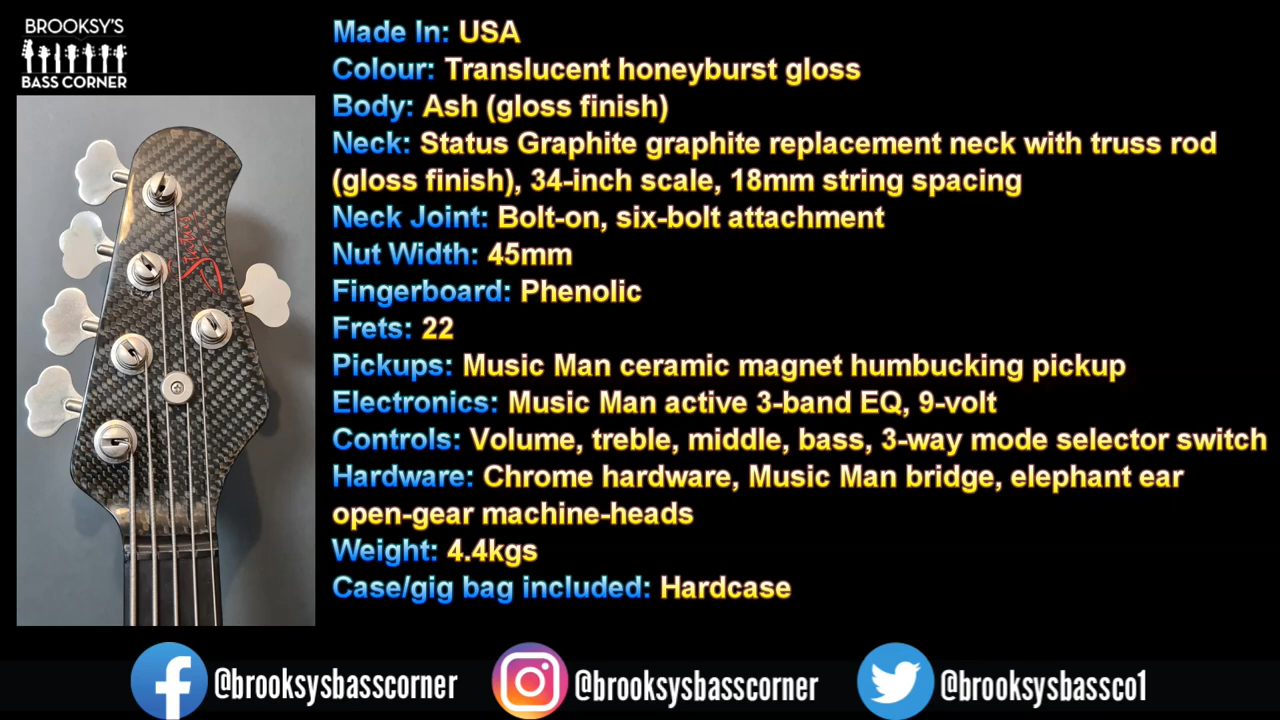 BROOKSY'S
BASS CORNER
Made In: USA
Colour: Translucent honeyburst gloss
Body: Ash (gloss finish)
Neck: Status Graphite graphite replacement neck with truss rod
(gloss finish), 34-inch scale, 18mm string spacing
Neck Joint: Bolt-on, six-bolt attachment
Nut Width: 45mm
Fingerboard: Phenolic
Frets: 22
Pickups: Music Man ceramic magnet humbucking pickup
Electronics: Music Man active 3-band EQ, 9-volt
Controls: Volume, treble, middle, bass, 3-way mode selector switch
Hardware: Chrome hardware, Music Man bridge, elephant ear
open-gear machine-heads
Weight: 4.4kgs
Case/gig bag included: Hardcase
@brooksysbasscorner
@brooksysbasscorner
@brooksysbassco1